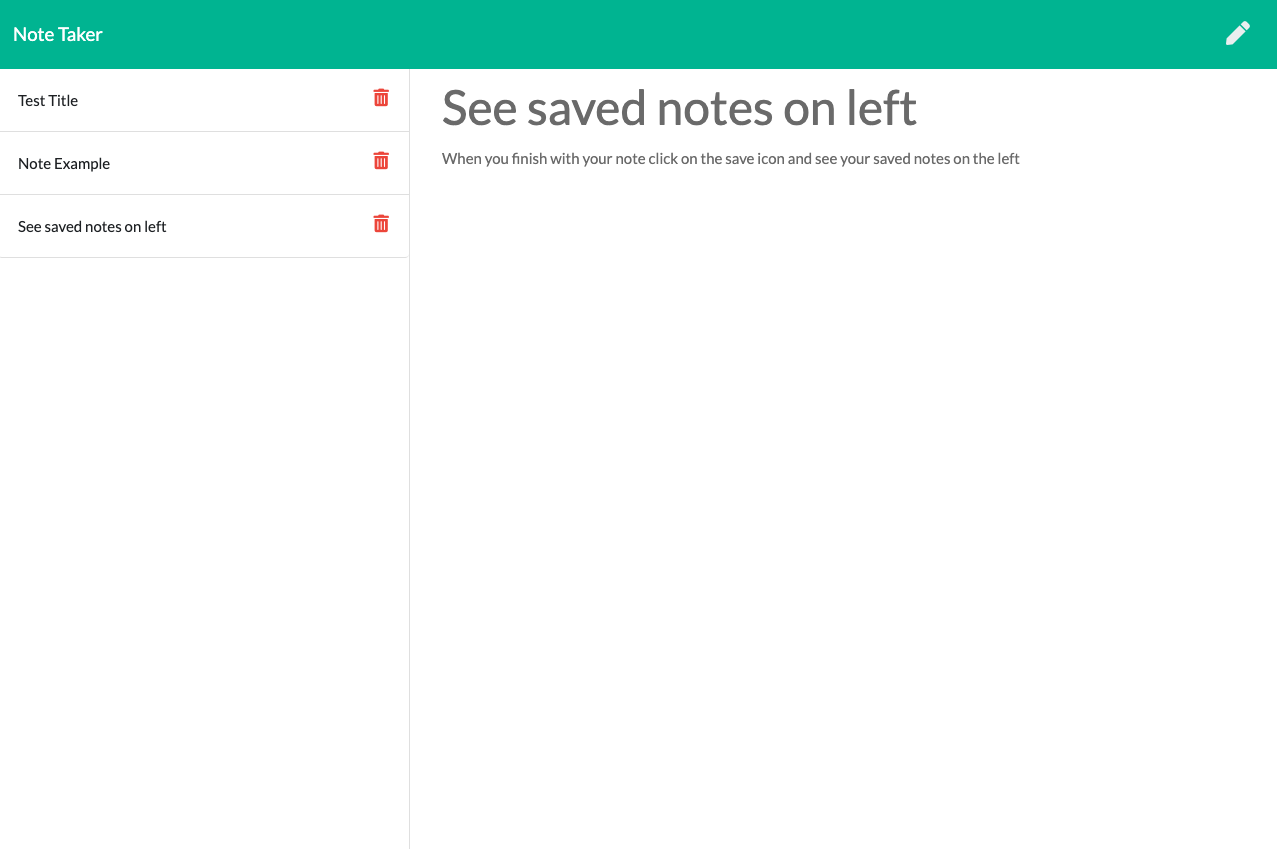 Note Taker
Test Title
Note Example
See saved notes on left
See saved notes on left
When you finish with your note click on the save icon and see your saved notes on the left